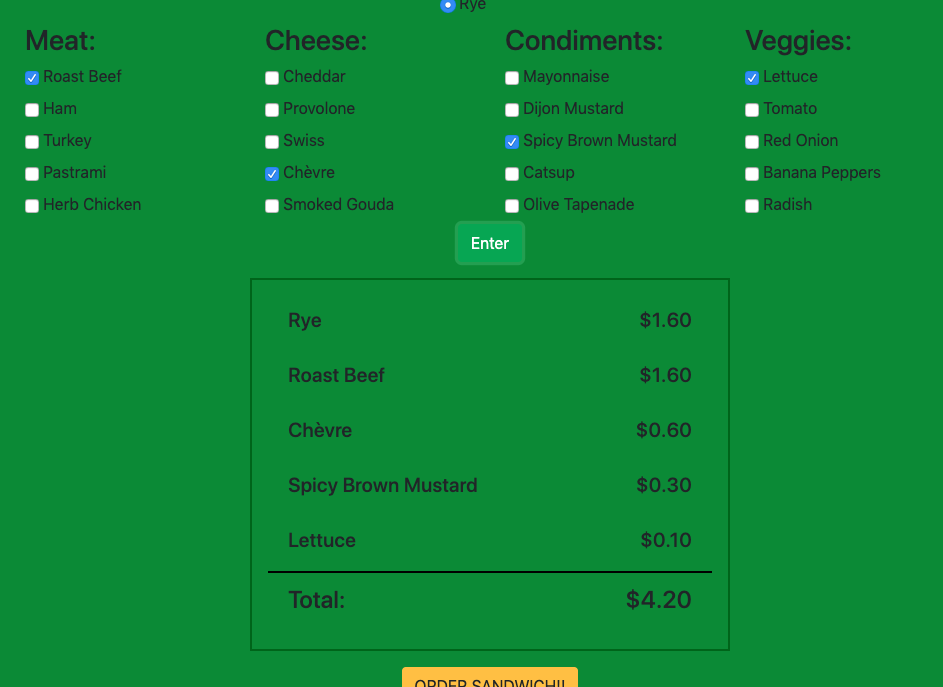 Rye
Meat: Cheese: Condiments: Veggies:
Roast Beef Cheddar Mayonnaise Lettuce
Ham Provolone Dijon Mustard Tomato
Turkey Swiss Spicy Brown Mustard Red Onion
Pastrami Chèvre Catsup Banana Peppers
Herb Chicken Smoked Gouda Olive Tapenade Radish
Enter
Rye $1.60
Roast Beef $1.60
Chèvre $0.60
Spicy Brown Mustard $0.30
Lettuce $0.10
Total: $4.20
ORDER SANDWICH!!